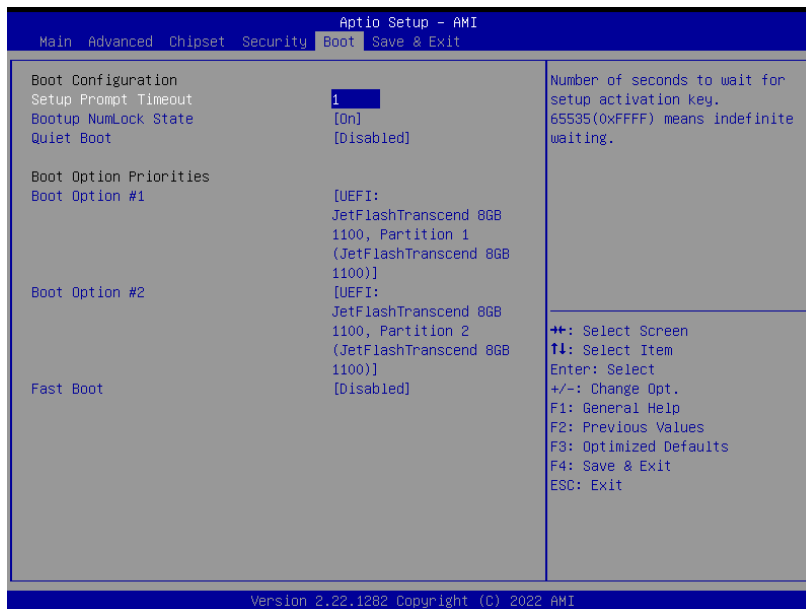 Aptio Setup – AMI
Main Advanced Chipset Security Boot Save & Exit
Boot Configuration
Setup Prompt Timeout 1
Bootup NumLock State [On]
Quiet Boot [Disabled]
Boot Option Priorities
Boot Option #1 [UEFI:
JetFlashTranscend 8GB
1100, Partition 1
(JetFlashTranscend 8GB
1100)]
Boot Option #2 [UEFI:
JetFlashTranscend 8GB
1100, Partition 2
(JetFlashTranscend 8GB
1100)]
Fast Boot [Disabled]
Number of seconds to wait for
setup activation key.
65535(0xFFFF) means indefinite
waiting.
→←: Select Screen
↑↓: Select Item
Enter: Select
+/-: Change Opt.
F1: General Help
F2: Previous Values
F3: Optimized Defaults
F4: Save & Exit
ESC: Exit
Version 2.22.1282 Copyright (C) 2022 AMI